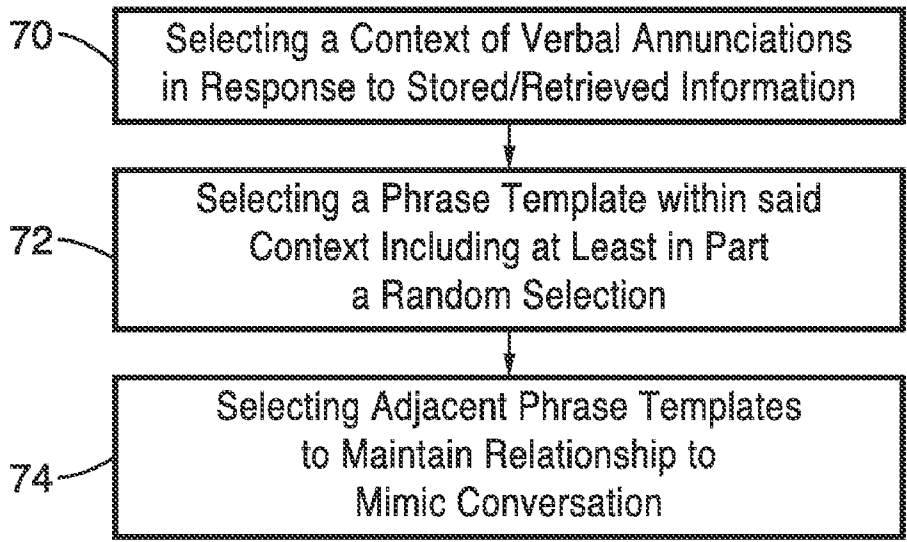 70
Selecting a Context of Verbal Annunciations
in Response to Stored/Retrieved Information
72
Selecting a Phrase Template within said
Context Including at Least in Part
a Random Selection
74
Selecting Adjacent Phrase Templates
to Maintain Relationship to
Mimic Conversation